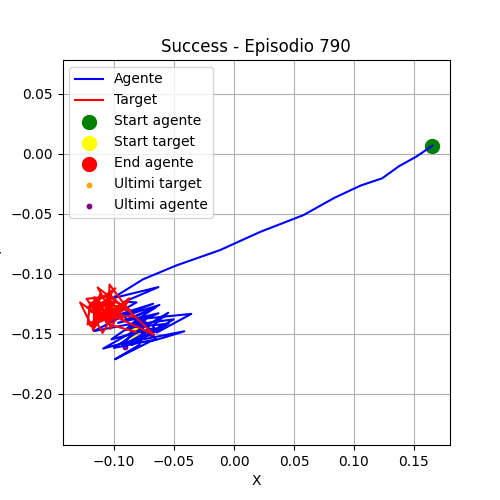 Success - Episodio 790
Agente
Target
Start agente
Start target
End agente
Ultimi target
Ultimi agente
0.05
0.00
−0.05
−0.10
−0.15
−0.20
−0.10
−0.05
0.00
0.05
0.10
0.15
X